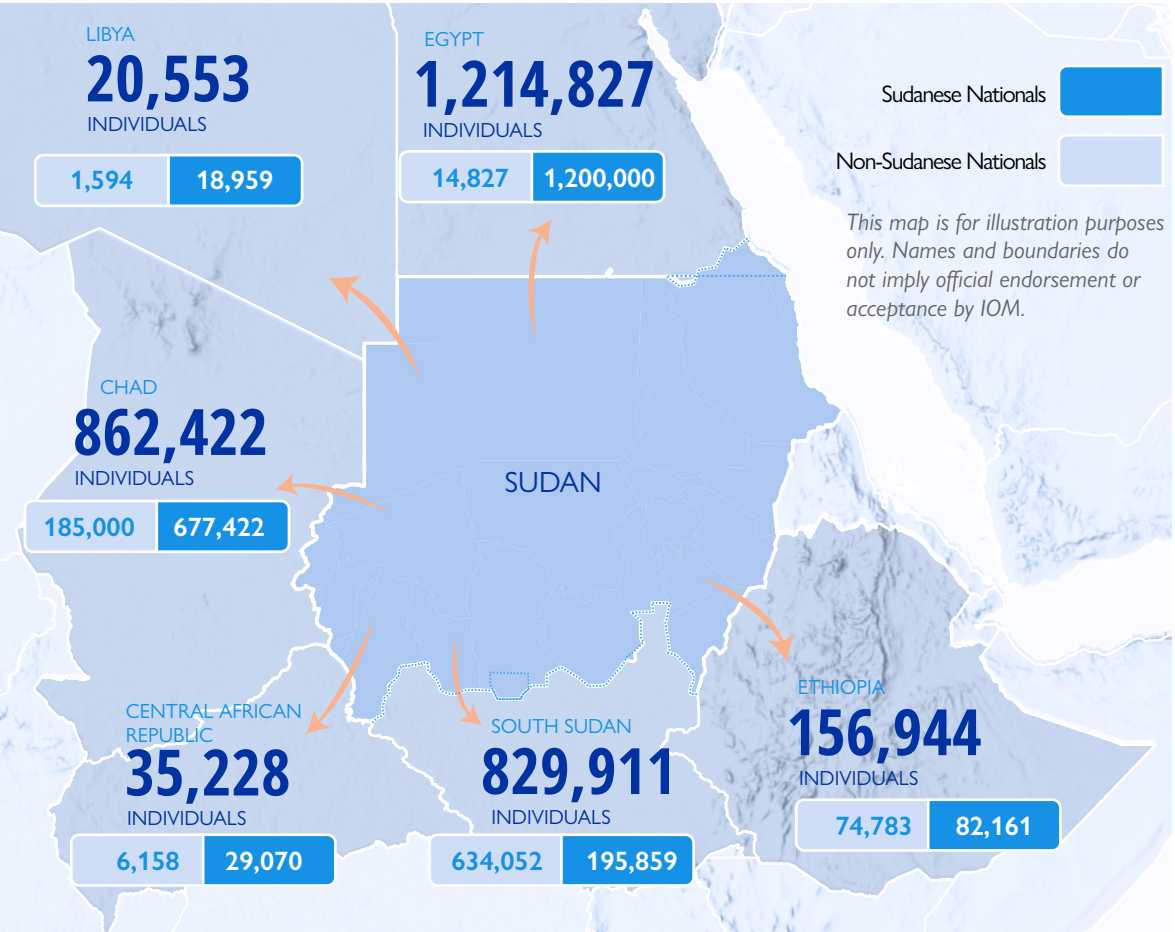 LIBYA
20,553
INDIVIDUALS
1,594 18,959
EGYPT
1,214,827
INDIVIDUALS
14,827 1,200,000
Sudanese Nationals
Non-Sudanese Nationals
This map is for illustration purposes
only. Names and boundaries do
not imply official endorsement or
acceptance by IOM.
CHAD
862,422
INDIVIDUALS
185,000 677,422
SUDAN
CENTRAL AFRICAN
REPUBLIC
35,228
INDIVIDUALS
6,158 29,070
SOUTH SUDAN
829,911
INDIVIDUALS
634,052 195,859
ETHIOPIA
156,944
INDIVIDUALS
74,783 82,161